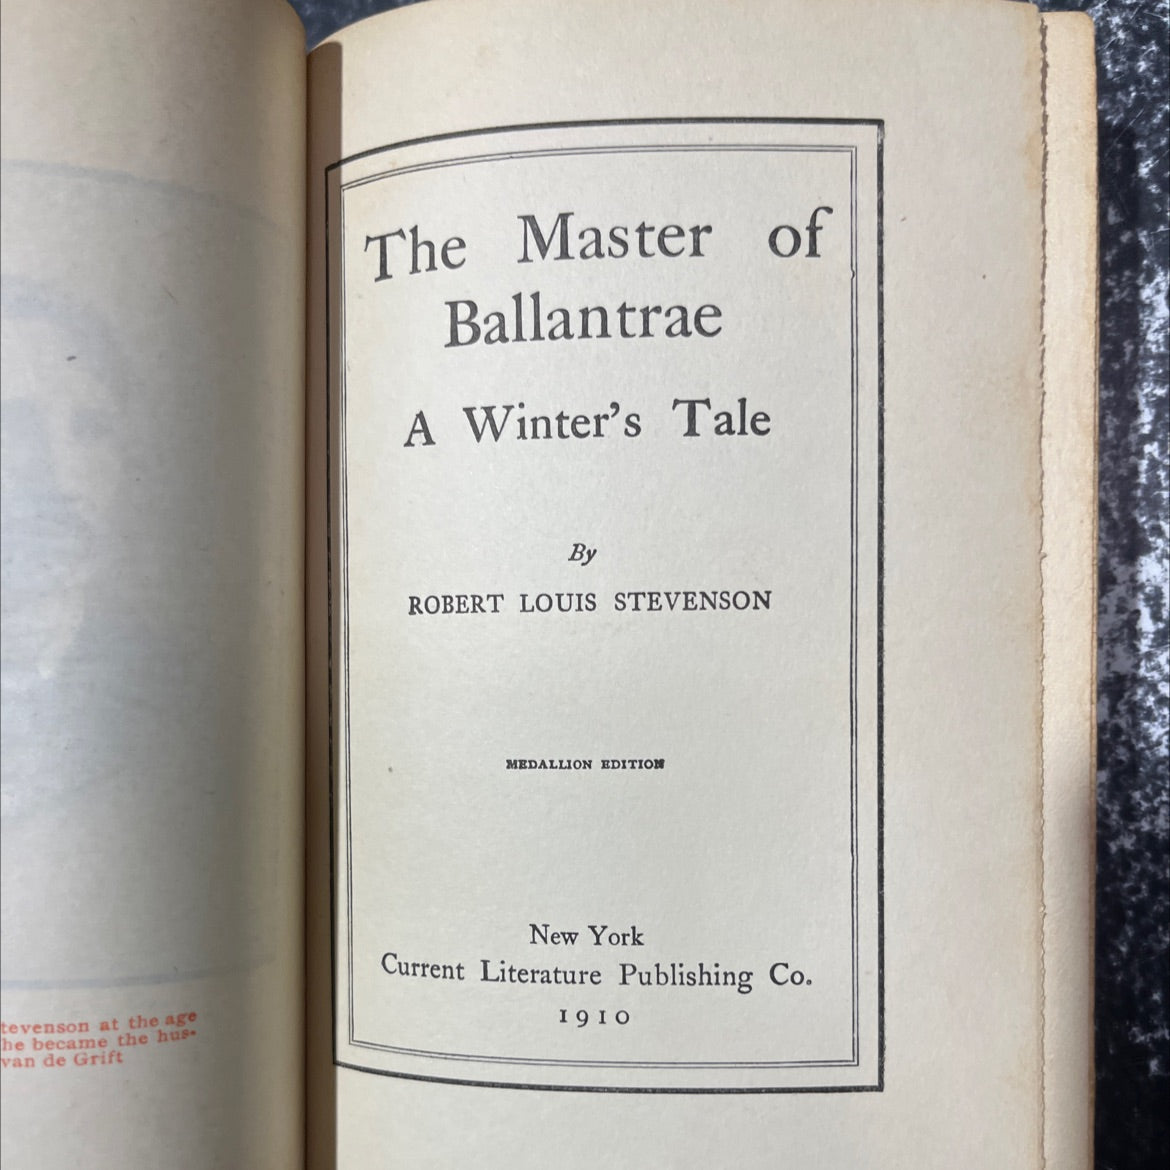 The Master of
Ballantrae
A Winter's Tale
By
ROBERT LOUIS STEVENSON
MEDALLION EDITION
New York
Current Literature Publishing Co.
1910
tevenson at the age
he became the hus-
van de Grift